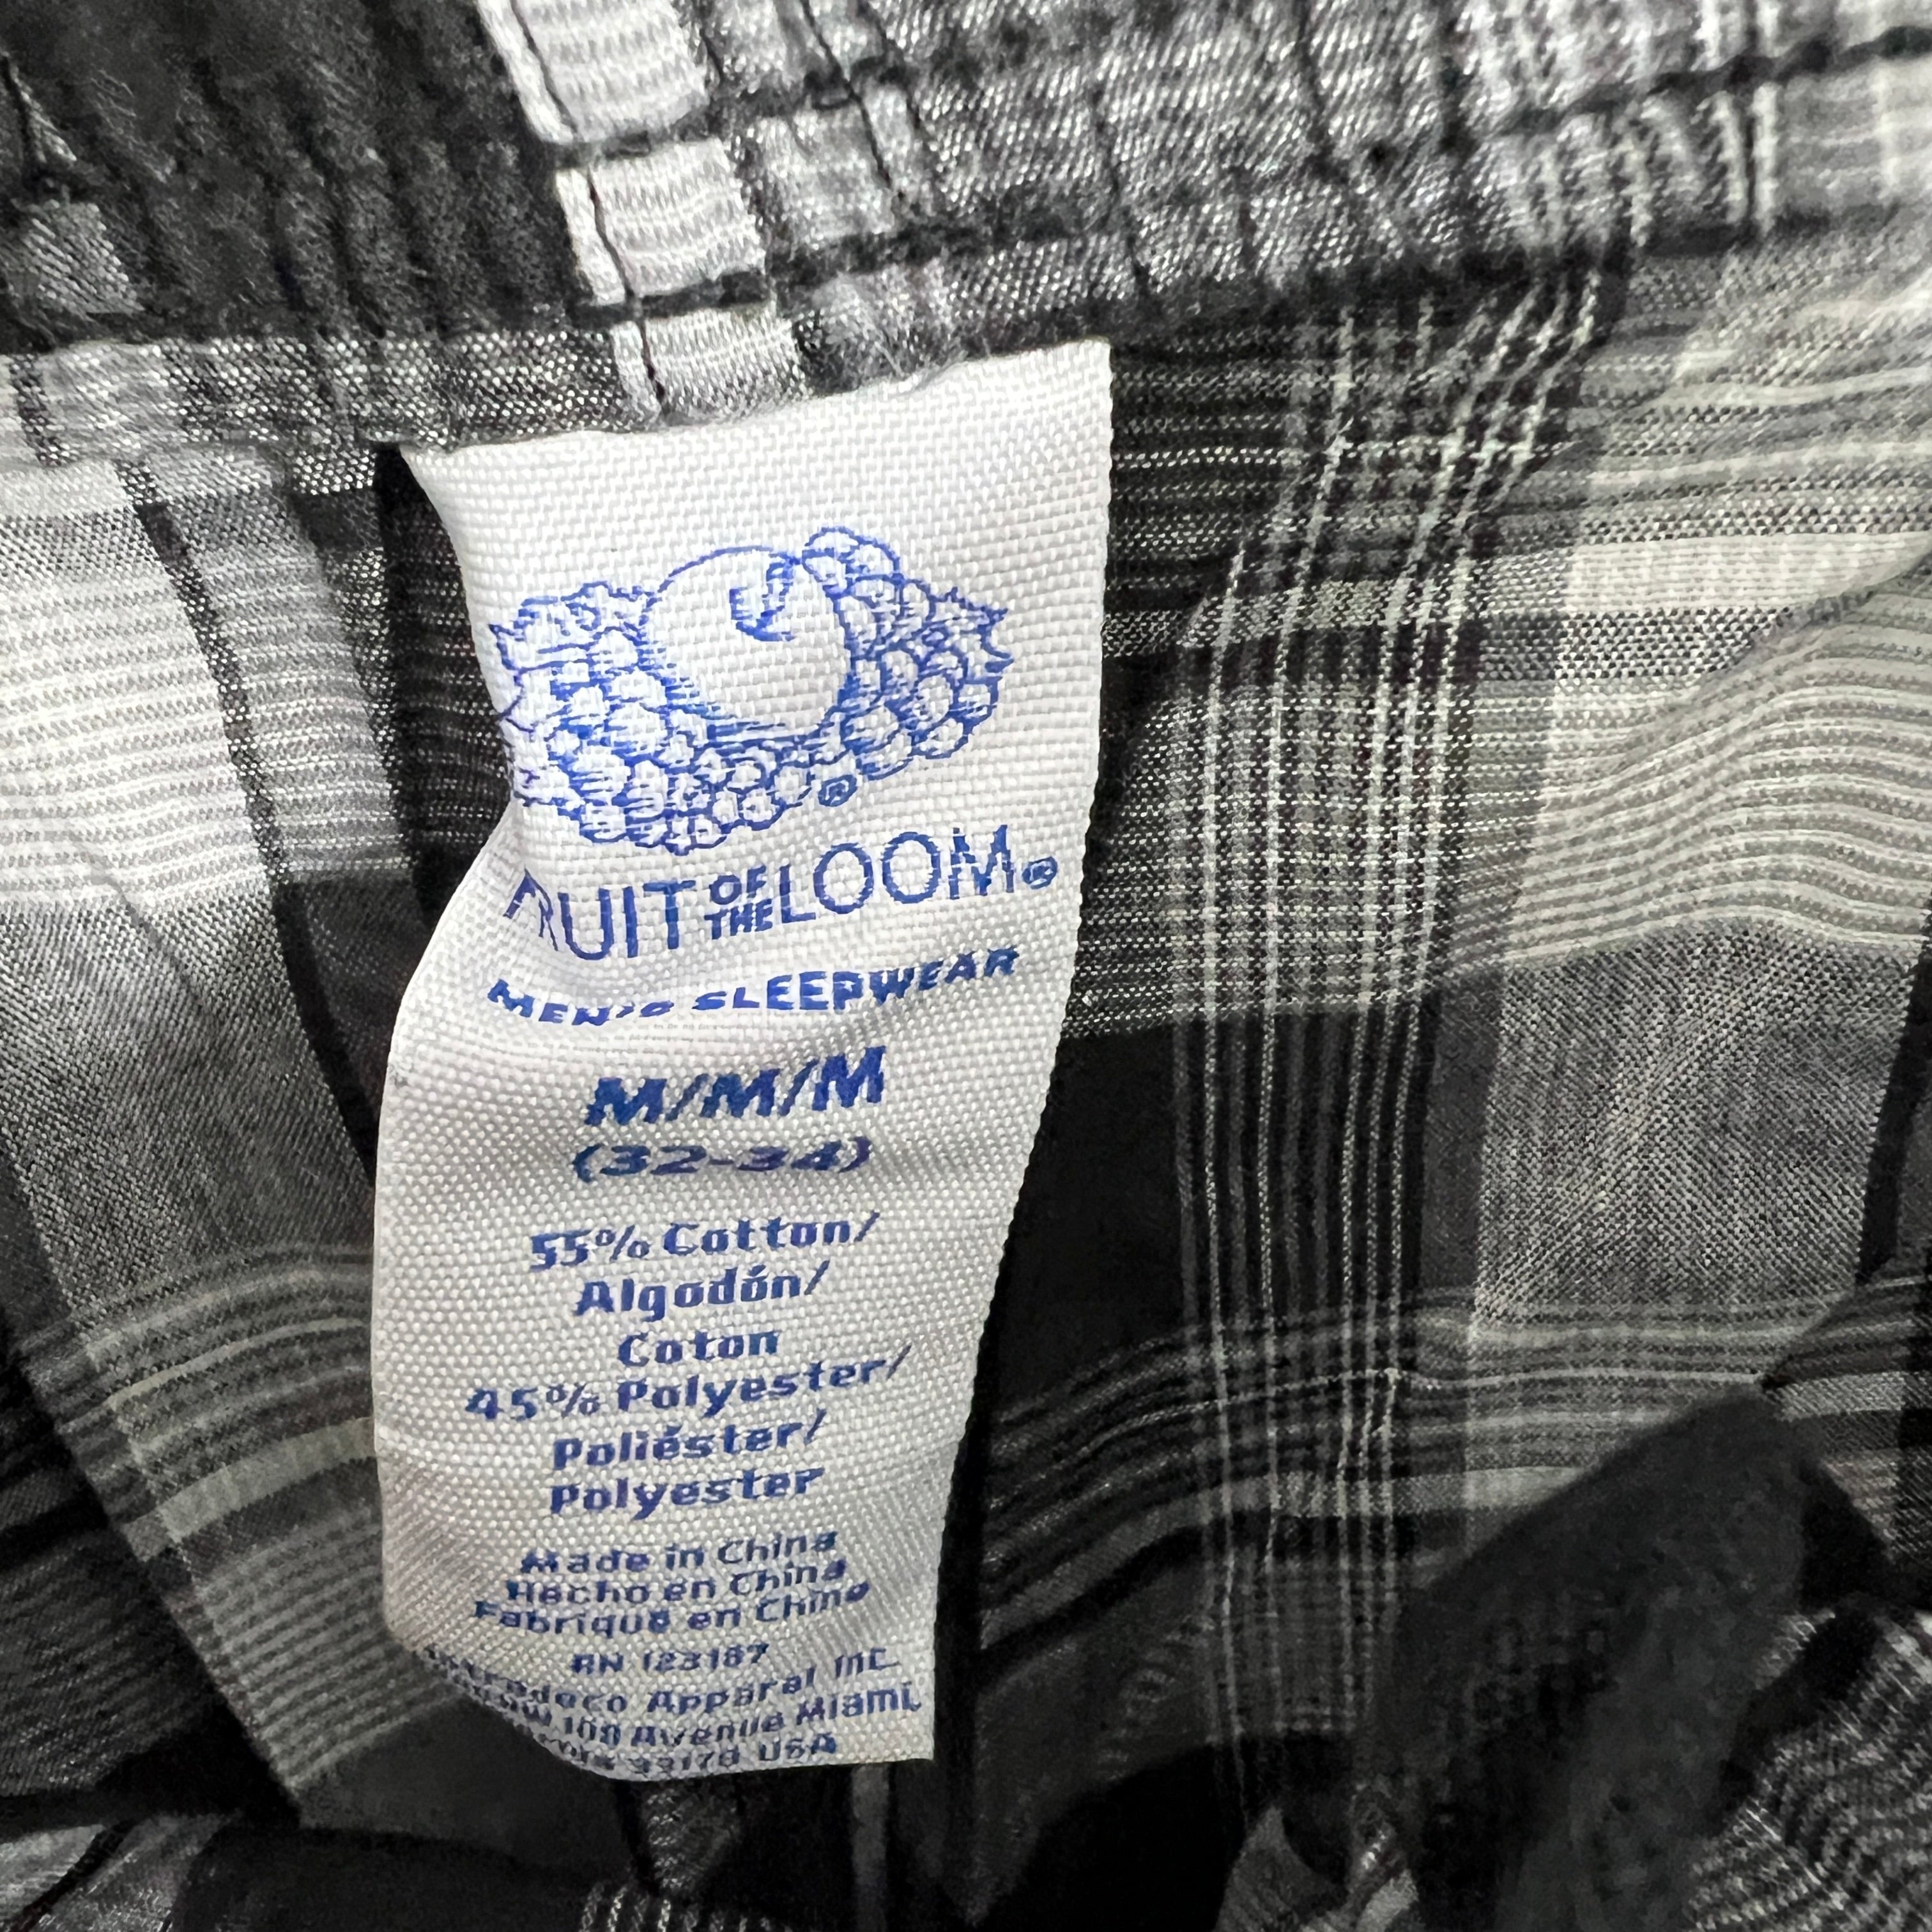 FRUIT OF THE LOOM®
MEN'S SLEEPWEAR
M/M/M
(32-34)
55% Cotton/
Algodón/
Coton
45% Polyester/
Poliéster/
Polyester
Made in China
Hecho en China
Fabriqué en Chine
RN 123187
Apparel Inc.
Avenue Miami,
33178 USA